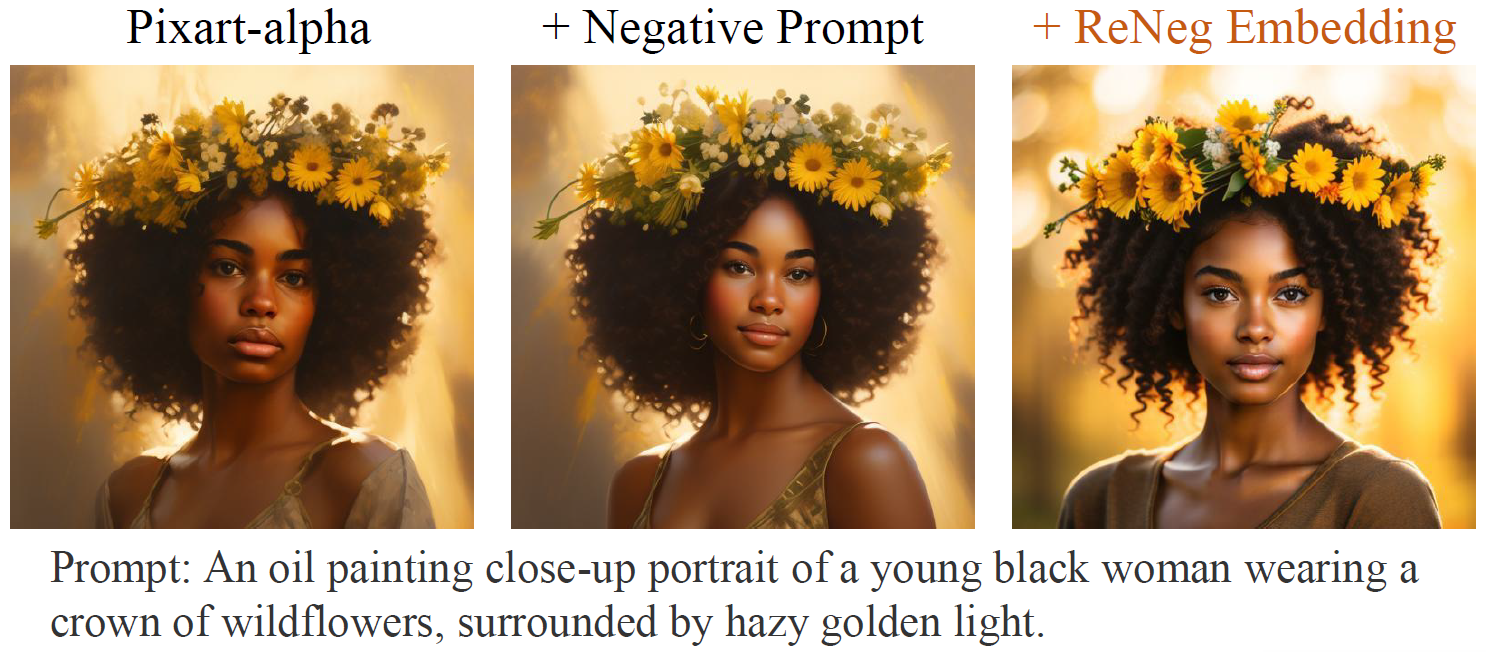 Pixart-alpha
+ Negative Prompt
+ ReNeg Embedding
Prompt: An oil painting close-up portrait of a young black woman wearing a
crown of wildflowers, surrounded by hazy golden light.